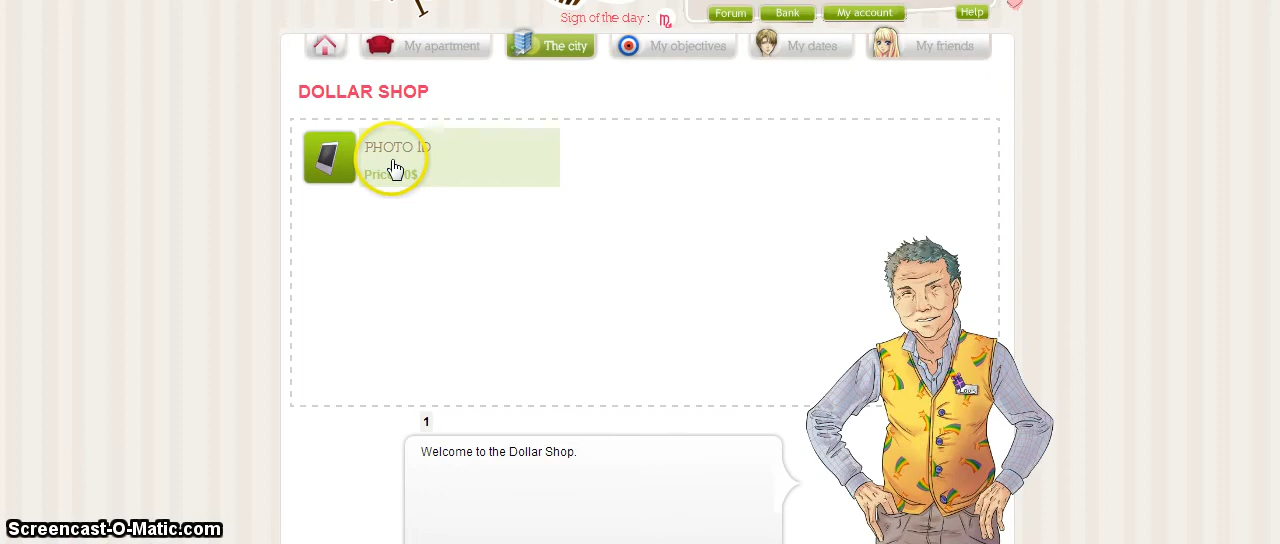 Sign of the day :
Forum
Bank
My account
Help
My apartment
The city
My objectives
My dates
My friends
DOLLAR SHOP
PHOTO ID
1
Welcome to the Dollar Shop.
Screencast-O-Matic.com